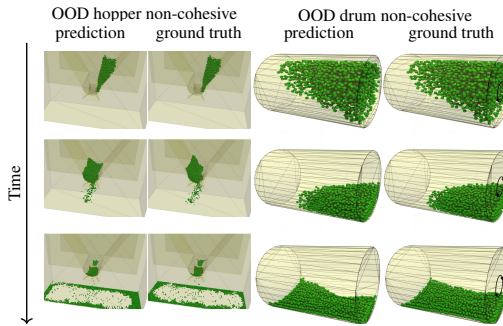 OOD hopper non-cohesive
prediction ground truth
OOD drum non-cohesive
prediction ground truth
Time